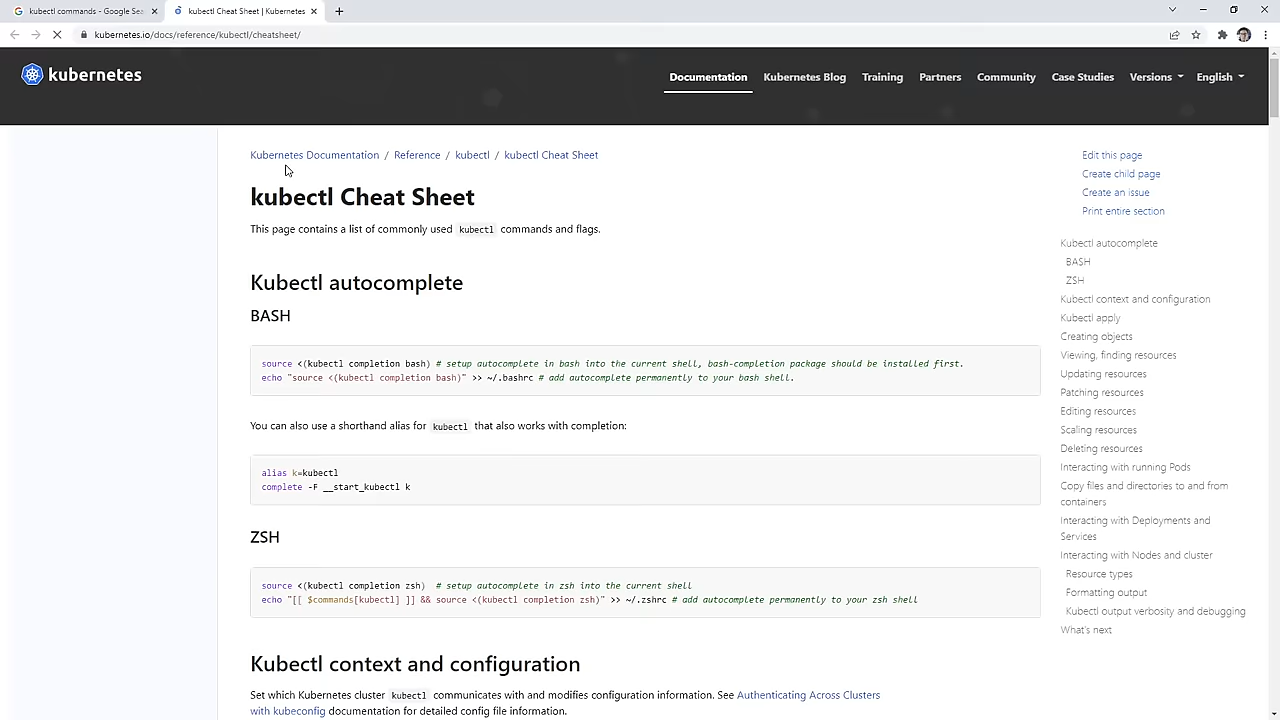 kubectl commands - Google Sea
kubectl Cheat Sheet | Kubernetes
kubernetes.io/docs/reference/kubectl/cheatsheet/
kubernetes
Documentation
Kubernetes Blog
Training
Partners
Community
Case Studies
Versions
English
Kubernetes Documentation / Reference / kubectl / kubectl Cheat Sheet
kubectl Cheat Sheet
This page contains a list of commonly used kubectl commands and flags.
Kubectl autocomplete
BASH
source <(kubectl completion bash) # setup autocomplete in bash into the current shell, bash-completion package should be installed first.
echo "source <(kubectl completion bash)" >> ~/.bashrc # add autocomplete permanently to your bash shell.
You can also use a shorthand alias for kubectl that also works with completion:
alias k=kubectl
complete -F __start_kubectl k
ZSH
source <(kubectl completion zsh)  # setup autocomplete in zsh into the current shell
echo "[[ $commands[kubectl] ]] && source <(kubectl completion zsh)" >> ~/.zshrc # add autocomplete permanently to your zsh shell
Kubectl context and configuration
Set which Kubernetes cluster kubectl communicates with and modifies configuration information. See Authenticating Across Clusters
with kubeconfig documentation for detailed config file information.
Edit this page
Create child page
Create an issue
Print entire section
Kubectl autocomplete
BASH
ZSH
Kubectl context and configuration
Kubectl apply
Creating objects
Viewing, finding resources
Updating resources
Patching resources
Editing resources
Scaling resources
Deleting resources
Interacting with running Pods
Copy files and directories to and from
containers
Interacting with Deployments and
Services
Interacting with Nodes and cluster
Resource types
Formatting output
Kubectl output verbosity and debugging
What's next